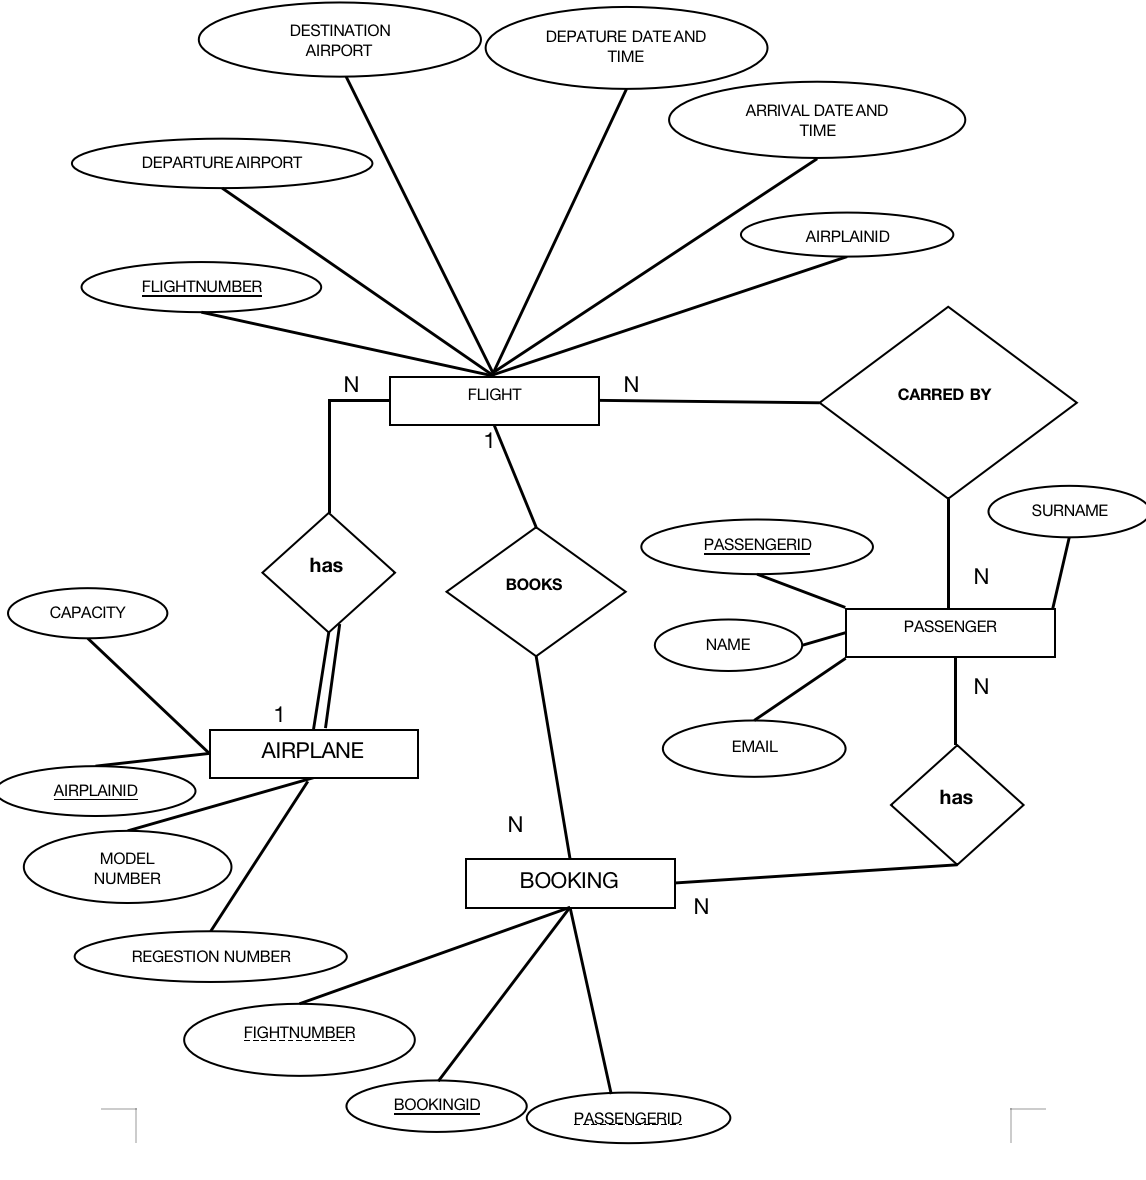 DESTINATION
AIRPORT
DEPATURE DATE AND
TIME
ARRIVAL DATE AND
TIME
DEPARTURE AIRPORT
AIRPLAINID
FLIGHTNUMBER
N
FLIGHT
N
CARRED BY
1
SURNAME
PASSENGERID
has
BOOKS
N
CAPACITY
PASSENGER
NAME
N
1
AIRPLANE
EMAIL
AIRPLAINID
has
N
MODEL
NUMBER
BOOKING
N
REGESTION NUMBER
FIGHTNUMBER
BOOKINGID
PASSENGERID